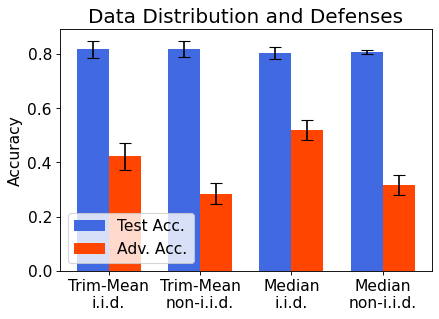 Data Distribution and Defenses
Accuracy
0.8
0.6
0.4
0.2
0.0
Test Acc.
Adv. Acc.
Trim-Mean
i.i.d.
Trim-Mean
non-i.i.d.
Median
i.i.d.
Median
non-i.i.d.